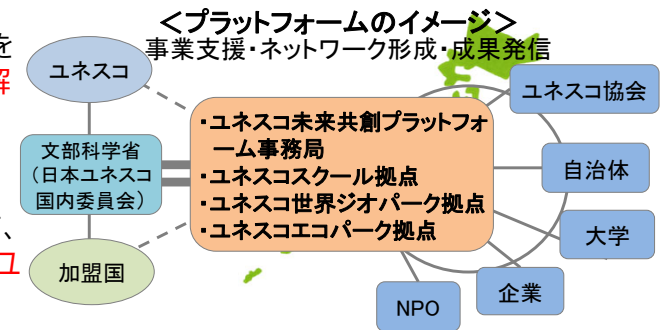 ＜プラットフォームのイメージ＞
事業支援・ネットワーク形成・成果発信
を
解
、
ユ
ユネスコ
文部科学省
（日本ユネスコ
国内委員会）
加盟国
・ユネスコ未来共創プラットフォ
ーム事務局
・ユネスコスクール拠点
・ユネスコ世界ジオパーク拠点
・ユネスコエコパーク拠点
ユネスコ協会
自治体
大学
企業
NPO